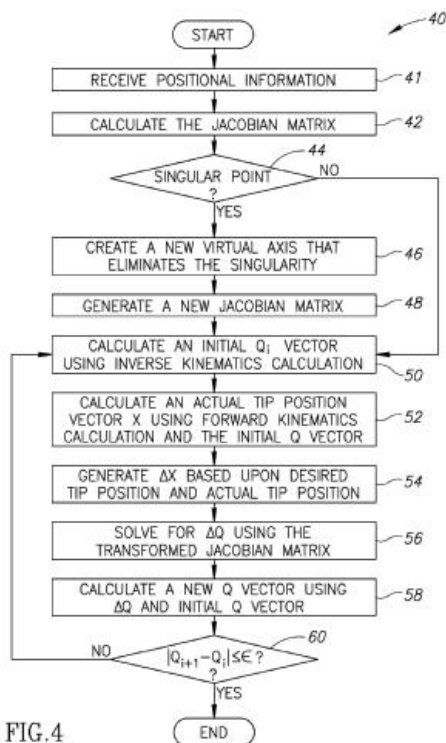 40
START
RECEIVE POSITIONAL INFORMATION
41
CALCULATE THE JACOBIAN MATRIX
42
44
SINGULAR POINT
?
NO
YES
CREATE A NEW VIRTUAL AXIS THAT
ELIMINATES THE SINGULARITY
46
GENERATE A NEW JACOBIAN MATRIX
48
CALCULATE AN INITIAL Qi VECTOR
USING INVERSE KINEMATICS CALCULATION
50
CALCULATE AN ACTUAL TIP POSITION
VECTOR X USING FORWARD KINEMATICS
CALCULATION AND THE INITIAL Q VECTOR
52
GENERATE ΔX BASED UPON DESIRED
TIP POSITION AND ACTUAL TIP POSITION
54
SOLVE FOR ΔQ USING THE
TRANSFORMED JACOBIAN MATRIX
56
CALCULATE A NEW Q VECTOR USING
ΔQ AND INITIAL Q VECTOR
58
60
NO
|Qi+1-Qi|≤∈?
?
YES
END
FIG.4